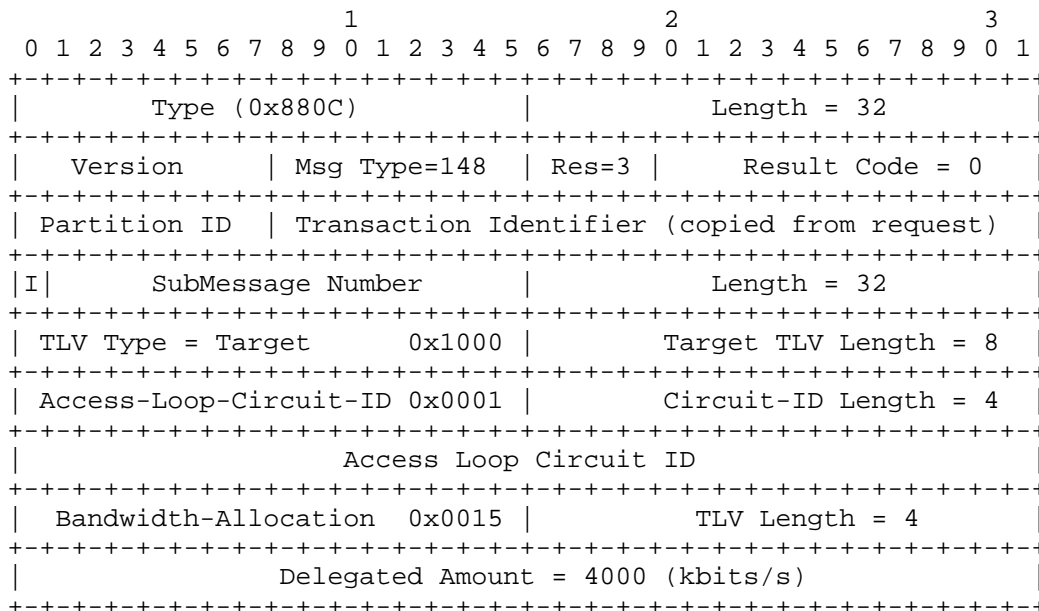 1                   2                   3
 0 1 2 3 4 5 6 7 8 9 0 1 2 3 4 5 6 7 8 9 0 1 2 3 4 5 6 7 8 9 0 1
+-+-+-+-+-+-+-+-+-+-+-+-+-+-+-+-+-+-+-+-+-+-+-+-+-+-+-+-+-+-+-+-+
|        Type (0x880C)          |           Length = 32         |
+-+-+-+-+-+-+-+-+-+-+-+-+-+-+-+-+-+-+-+-+-+-+-+-+-+-+-+-+-+-+-+-+
|   Version     | Msg Type=148  | Res=3 |     Result Code = 0   |
+-+-+-+-+-+-+-+-+-+-+-+-+-+-+-+-+-+-+-+-+-+-+-+-+-+-+-+-+-+-+-+-+
| Partition ID  | Transaction Identifier (copied from request)  |
+-+-+-+-+-+-+-+-+-+-+-+-+-+-+-+-+-+-+-+-+-+-+-+-+-+-+-+-+-+-+-+-+
|I|      SubMessage Number      |           Length = 32         |
+-+-+-+-+-+-+-+-+-+-+-+-+-+-+-+-+-+-+-+-+-+-+-+-+-+-+-+-+-+-+-+-+
| TLV Type = Target      0x1000 |        Target TLV Length = 8  |
+-+-+-+-+-+-+-+-+-+-+-+-+-+-+-+-+-+-+-+-+-+-+-+-+-+-+-+-+-+-+-+-+
| Access-Loop-Circuit-ID 0x0001 |        Circuit-ID Length = 4  |
+-+-+-+-+-+-+-+-+-+-+-+-+-+-+-+-+-+-+-+-+-+-+-+-+-+-+-+-+-+-+-+-+
|                    Access Loop Circuit ID                     |
+-+-+-+-+-+-+-+-+-+-+-+-+-+-+-+-+-+-+-+-+-+-+-+-+-+-+-+-+-+-+-+-+
|  Bandwidth-Allocation  0x0015 |          TLV Length = 4       |
+-+-+-+-+-+-+-+-+-+-+-+-+-+-+-+-+-+-+-+-+-+-+-+-+-+-+-+-+-+-+-+-+
|                Delegated Amount = 4000 (kbits/s)              |
+-+-+-+-+-+-+-+-+-+-+-+-+-+-+-+-+-+-+-+-+-+-+-+-+-+-+-+-+-+-+-+-+